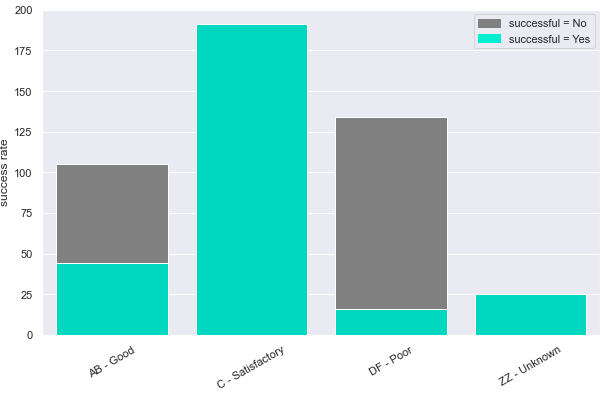 successful = No
successful = Yes
success rate
200
175
150
125
100
75
50
25
0
AB - Good
C - Satisfactory
DF - Poor
ZZ - Unknown